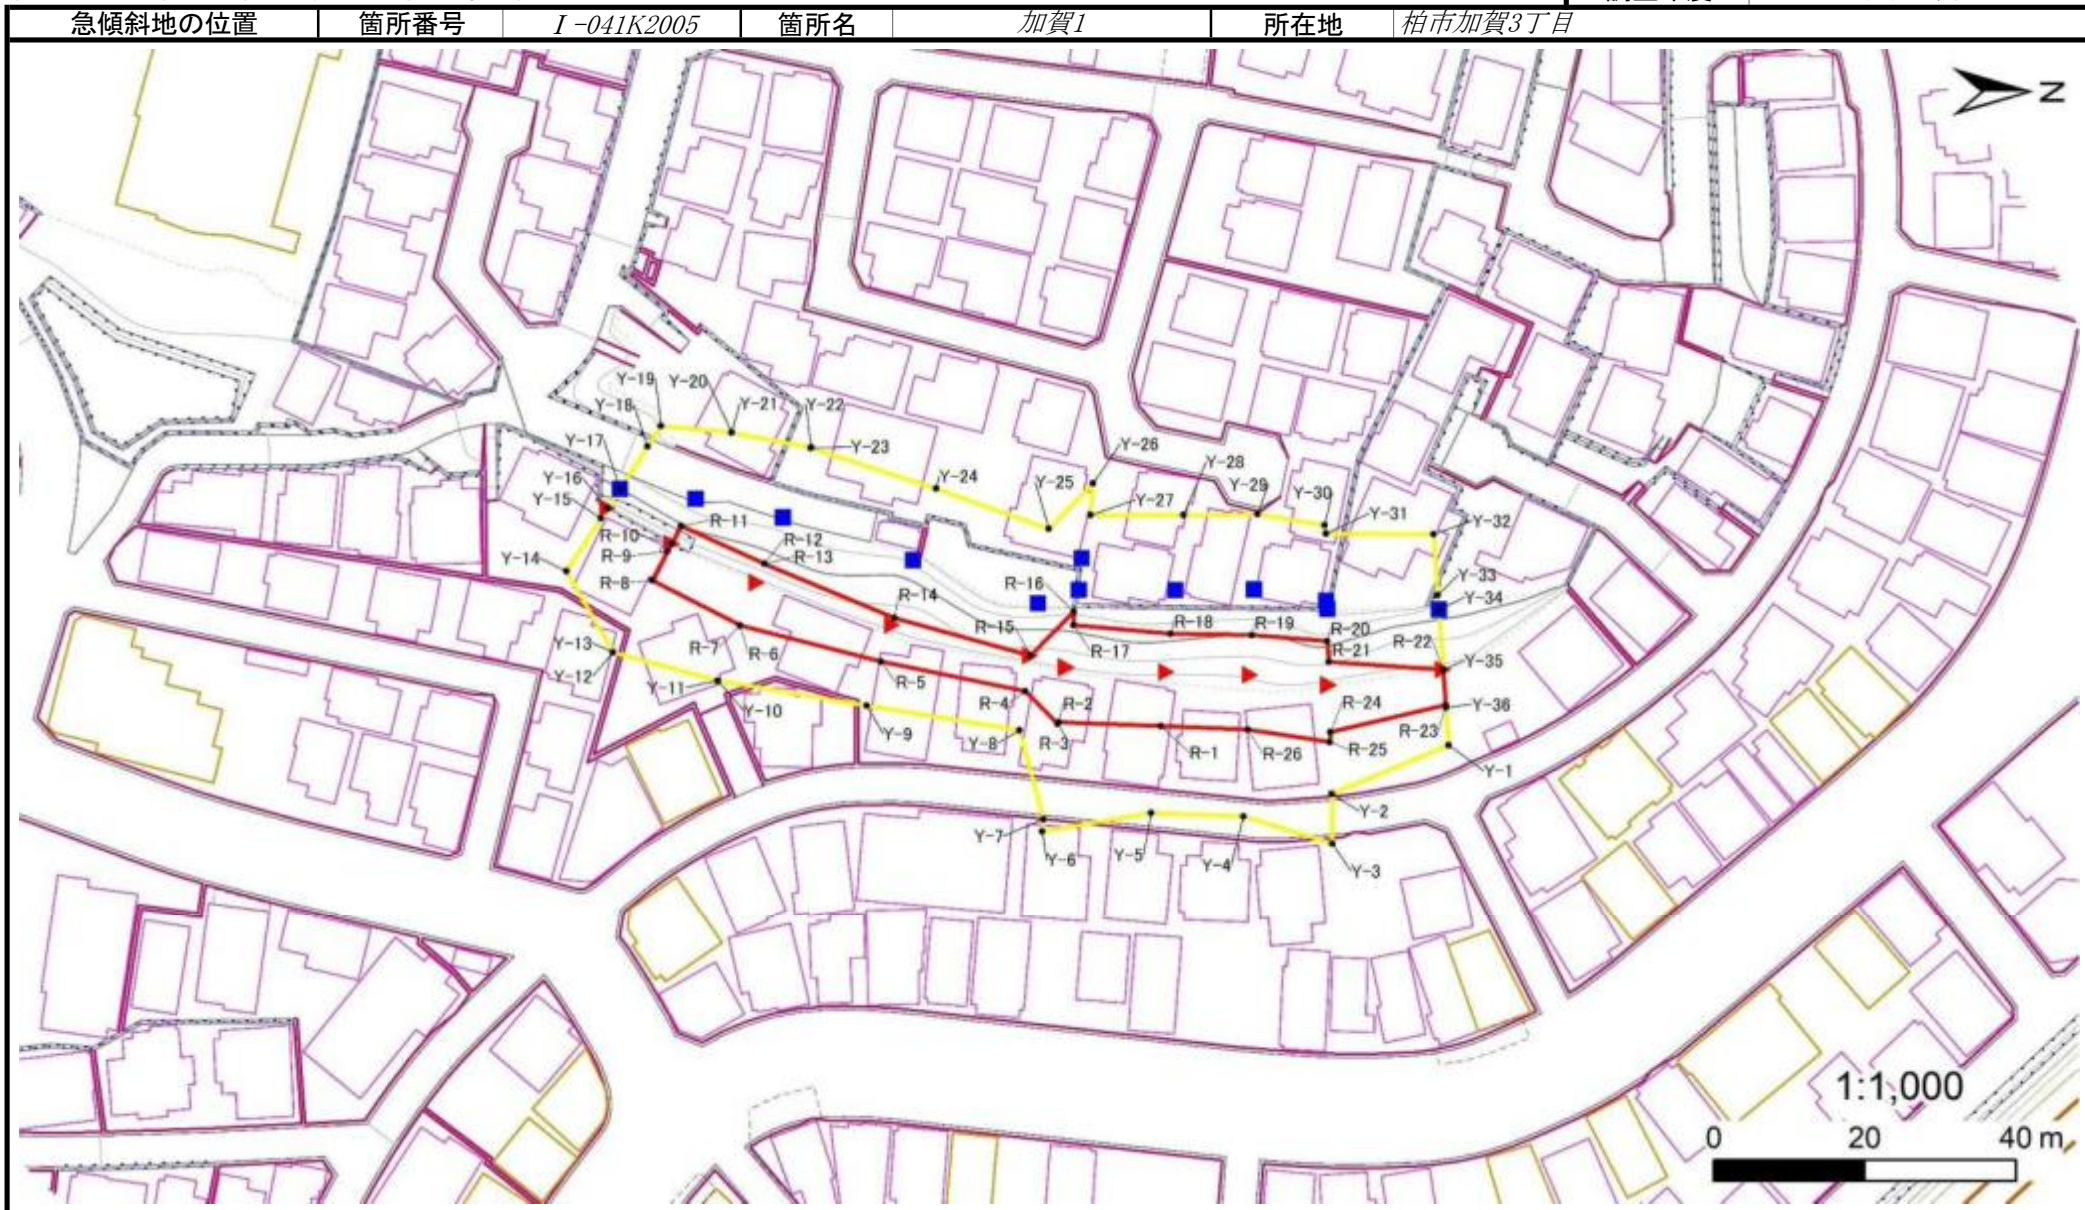 急傾斜地の位置 箇所番号 I-041K2005 箇所名 加賀1 所在地 柏市加賀3丁目
N
Y-19 Y-20
Y-18 Y-21 Y-22
Y-17 Y-23 Y-26
Y-16 Y-24 Y-25 Y-28
Y-15 Y-27 Y-29 Y-30
R-11 Y-31 Y-32
R-10 R-12
R-9 R-13
Y-14 R-8 R-16 Y-33
R-14 Y-34
R-15 R-18 R-19 R-20
Y-13 R-7 R-6 R-17 R-21 R-22
Y-12 R-5 Y-35
Y-11 Y-10 R-4 R-2 R-24 Y-36
Y-9 Y-8 R-3 R-1 R-26 R-25 R-23
Y-1
Y-2
Y-7 Y-6 Y-5 Y-4 Y-3
1:1,000
0 20 40 m